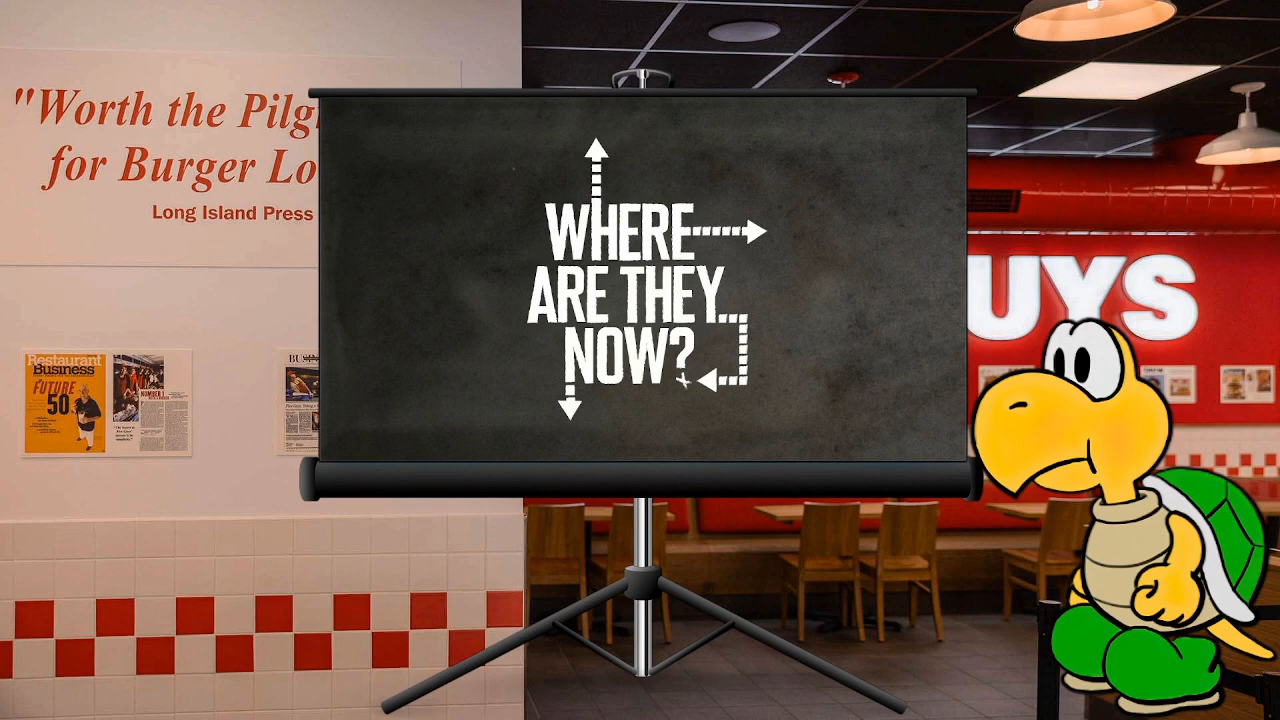 "Worth the Pilg
for Burger Lo
Long Island Press
WHERE
ARE THEY
NOW?
UYS
Restaurant
Business
FUTURE
50
NUMBER 1